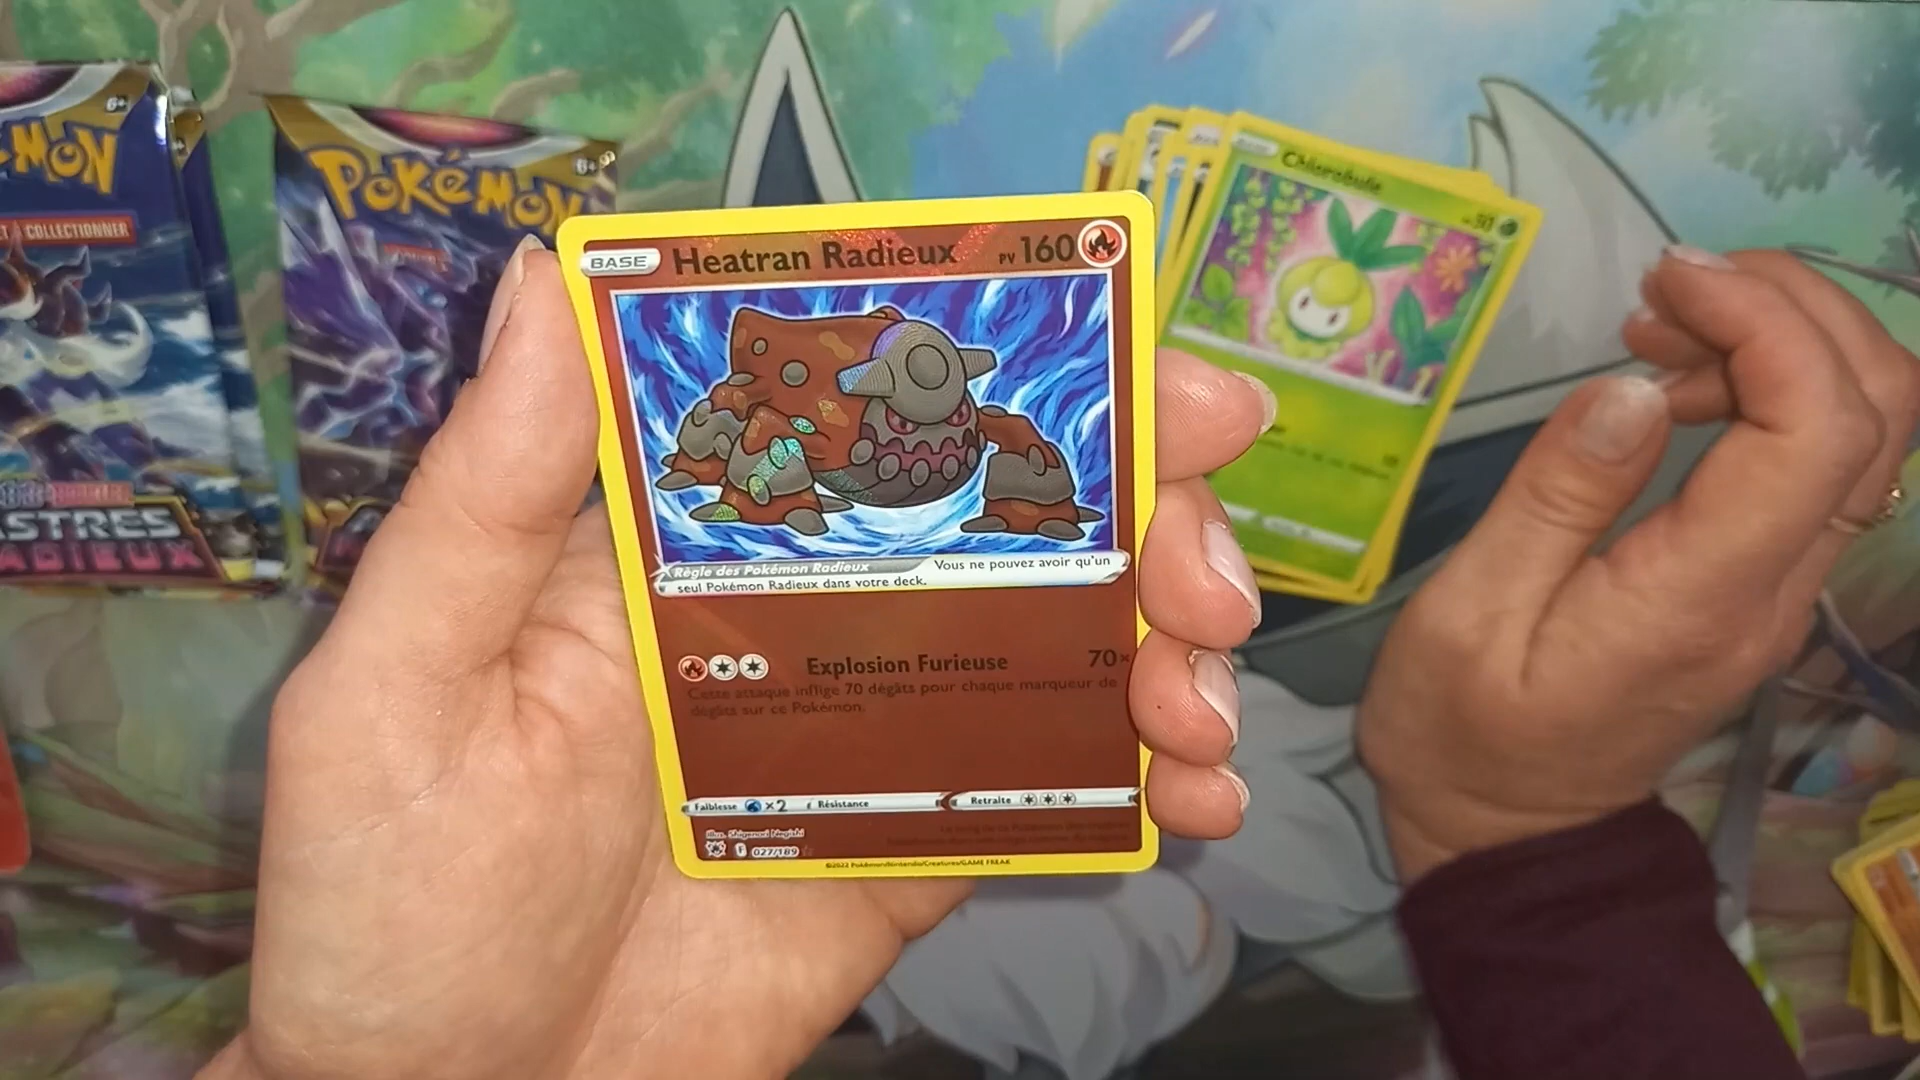 6+
MON
ET À COLLECTIONNER
ASTRES
RADIEUX
POKéMON
6+
Chlorobule
BASE
Heatran Radieux
PV 160
Règle des Pokémon Radieux Vous ne pouvez avoir qu'un
seul Pokémon Radieux dans votre deck.
Explosion Furieuse 70×
Cette attaque inflige 70 dégâts pour chaque marqueur de
dégâts sur ce Pokémon.
Faiblesse ×2 Résistance Retraite
Illus. Shigenori Negishi
F 027/189
©2022 Pokémon/Nintendo/Creatures/GAME FREAK